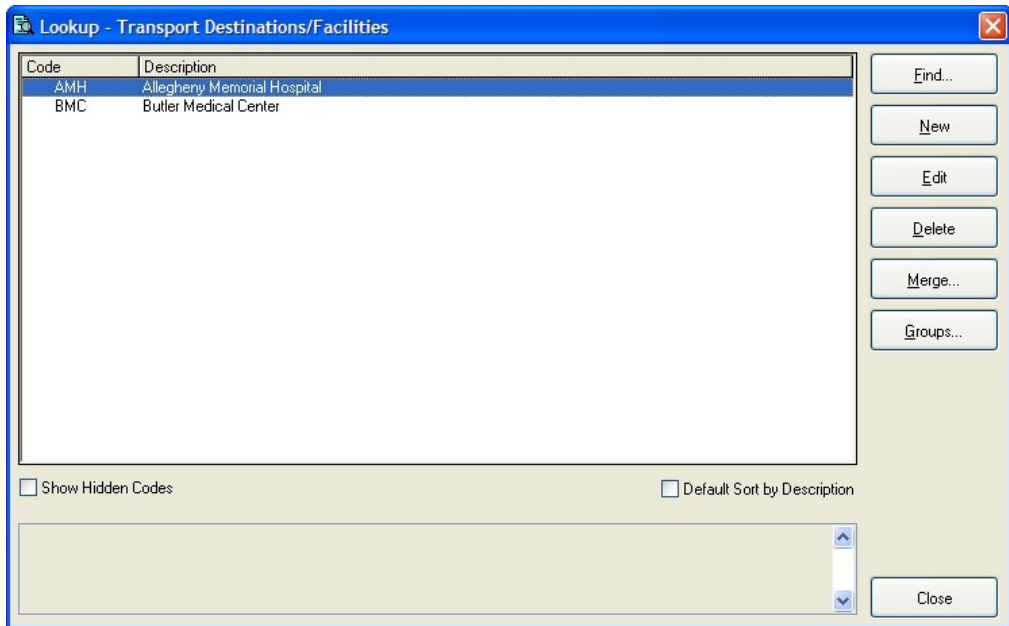 Lookup - Transport Destinations/Facilities
Code Description
AMH Allegheny Memorial Hospital
BMC Butler Medical Center
Find...
New
Edit
Delete
Merge...
Groups...
Show Hidden Codes Default Sort by Description
Close